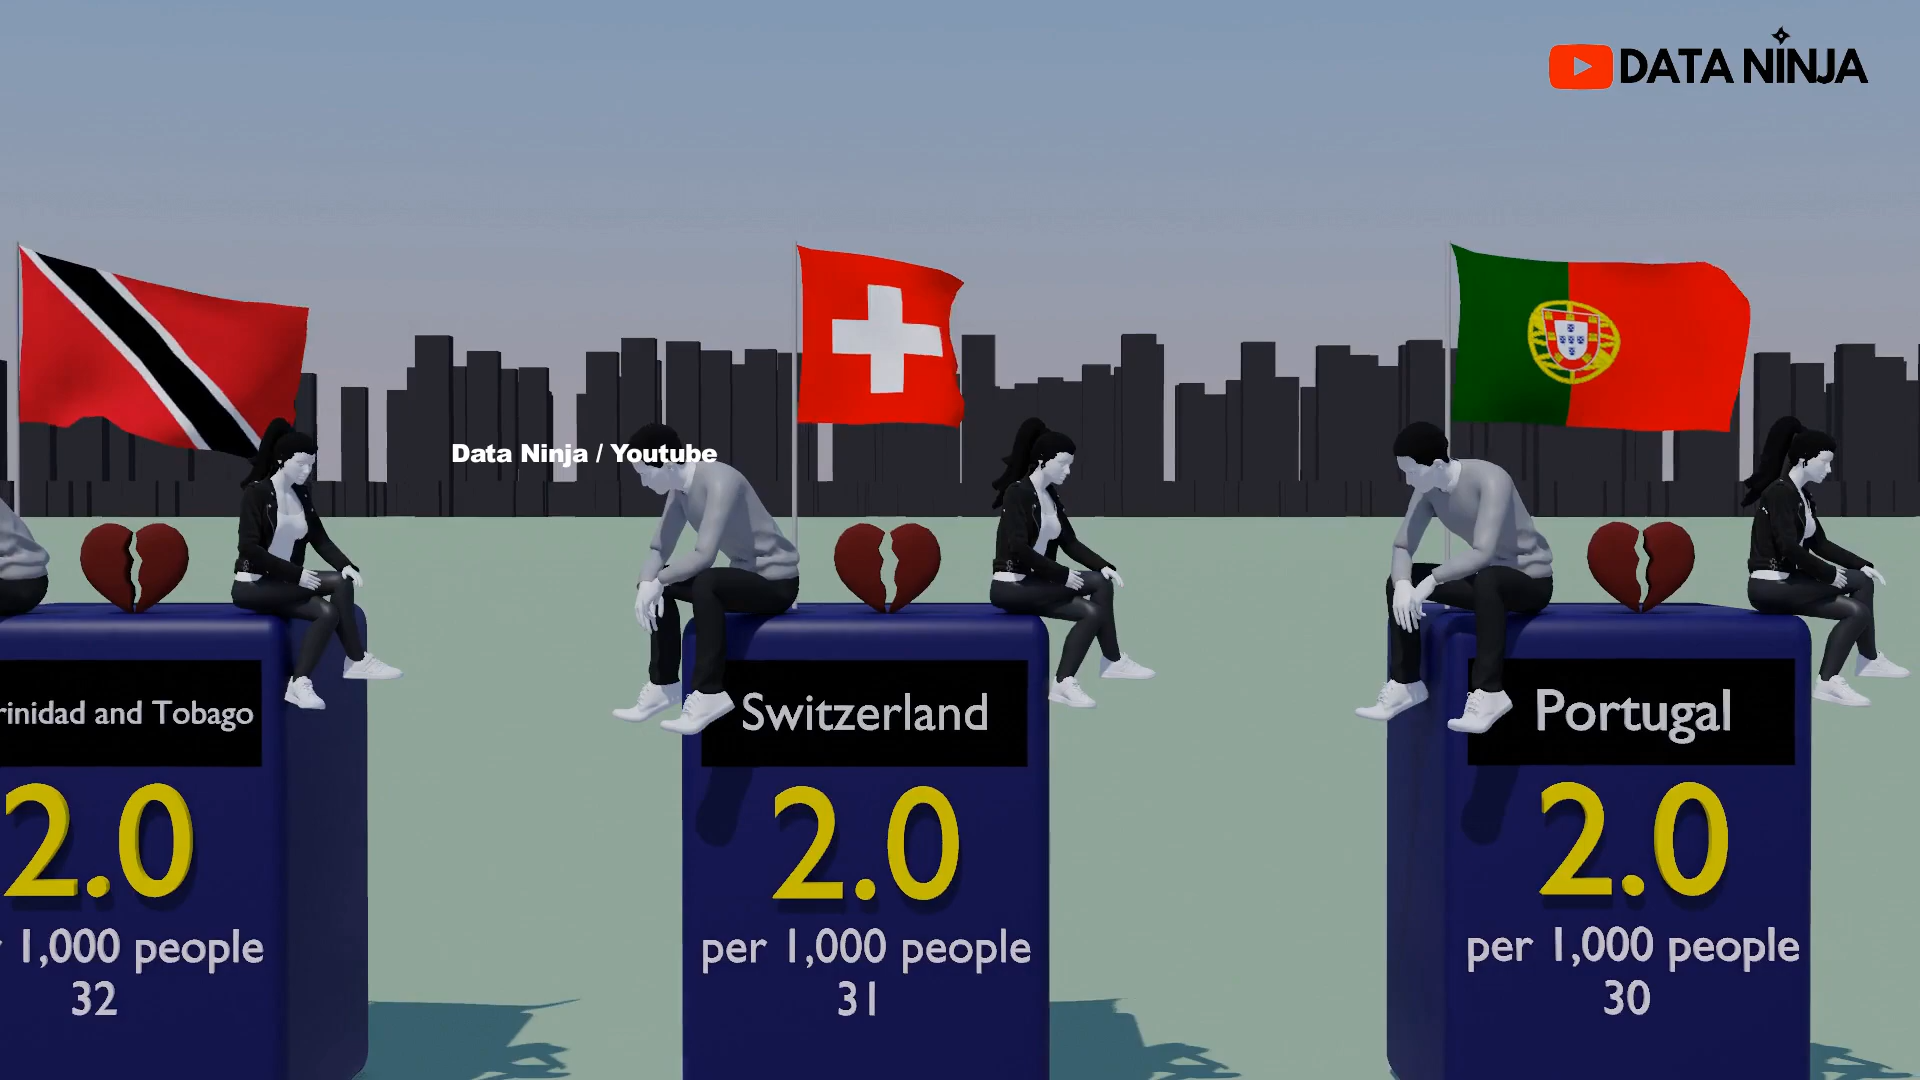 DATA NINJA
Data Ninja / Youtube
rinidad and Tobago
2.0
1,000 people
32
Switzerland
2.0
per 1,000 people
31
Portugal
2.0
per 1,000 people
30